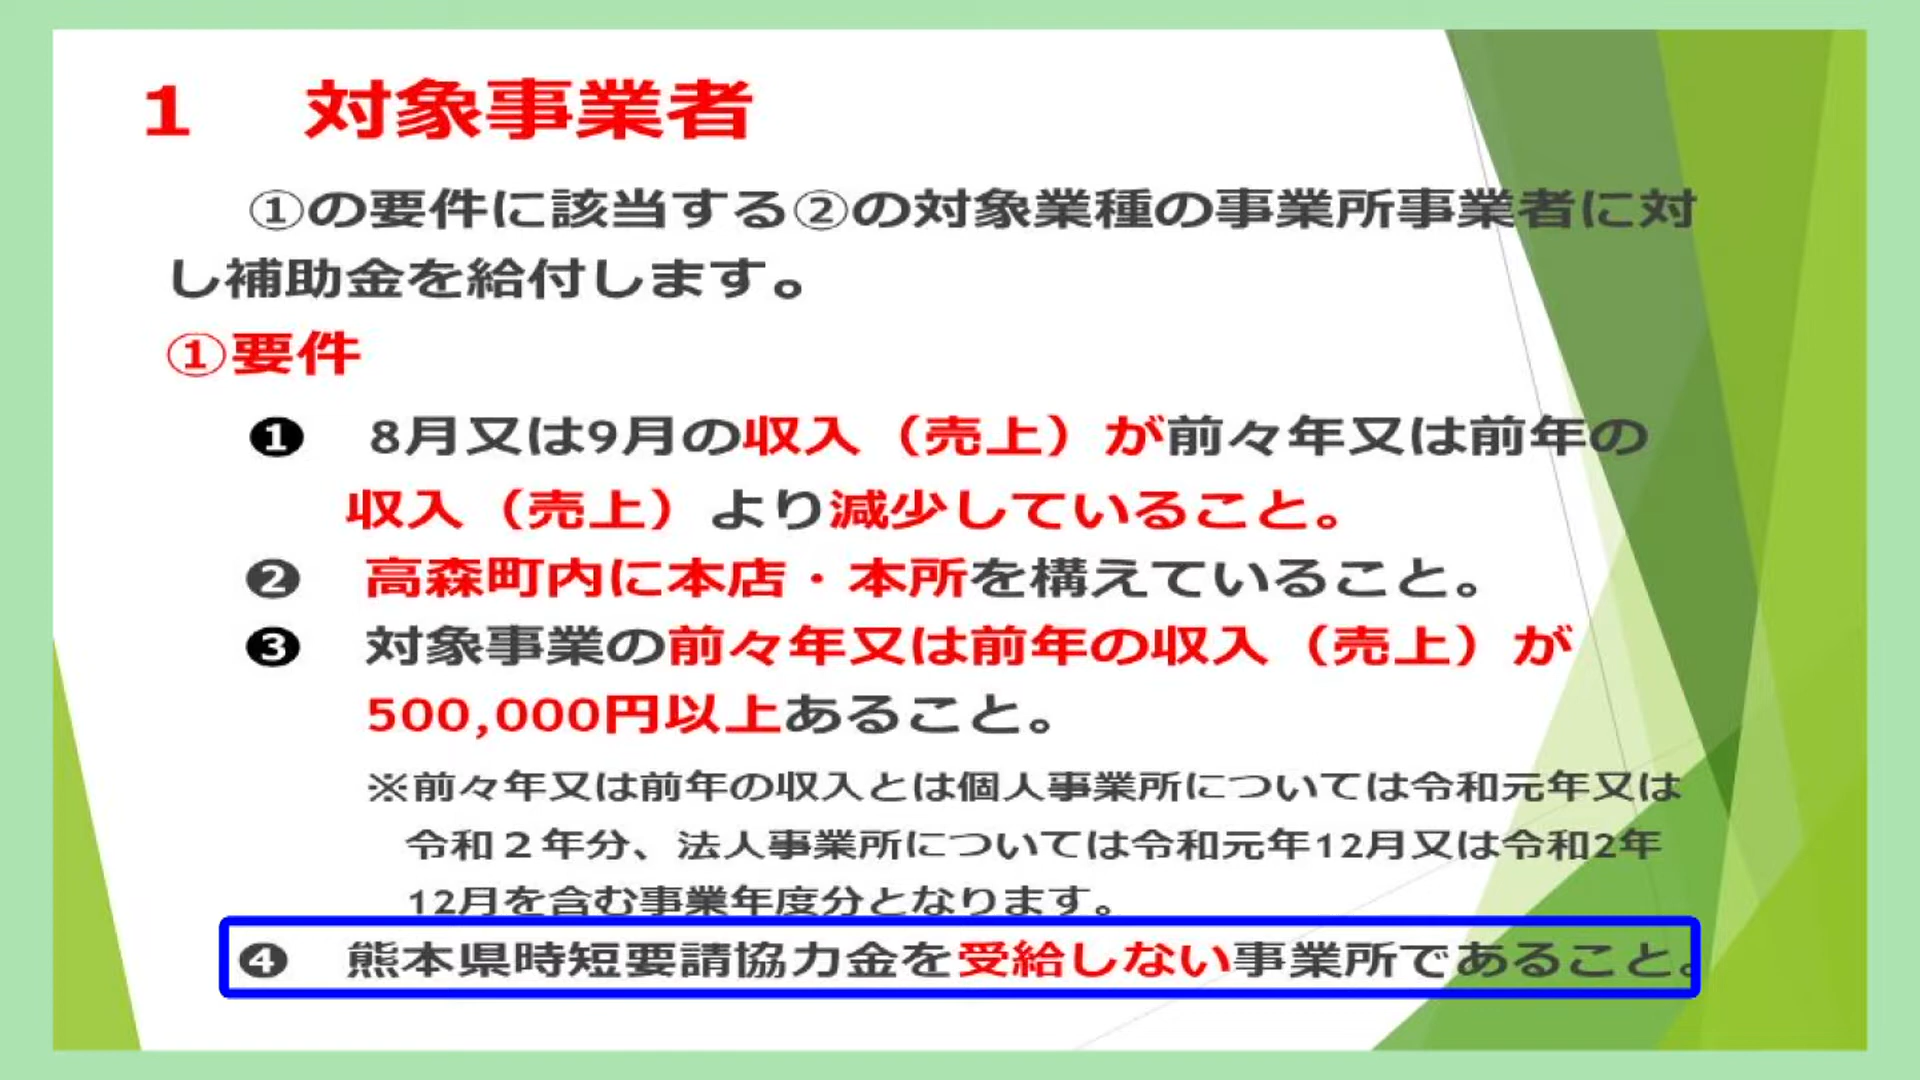 1　対象事業者
①の要件に該当する②の対象業種の事業所事業者に対
し補助金を給付します。
①要件
❶　8月又は9月の収入（売上）が前々年又は前年の
収入（売上）より減少していること。
❷　高森町内に本店・本所を構えていること。
❸　対象事業の前々年又は前年の収入（売上）が
500,000円以上あること。
※前々年又は前年の収入とは個人事業所については令和元年又は
令和２年分、法人事業所については令和元年12月又は令和2年
12月を含む事業年度分となります。
❹　熊本県時短要請協力金を受給しない事業所であること。